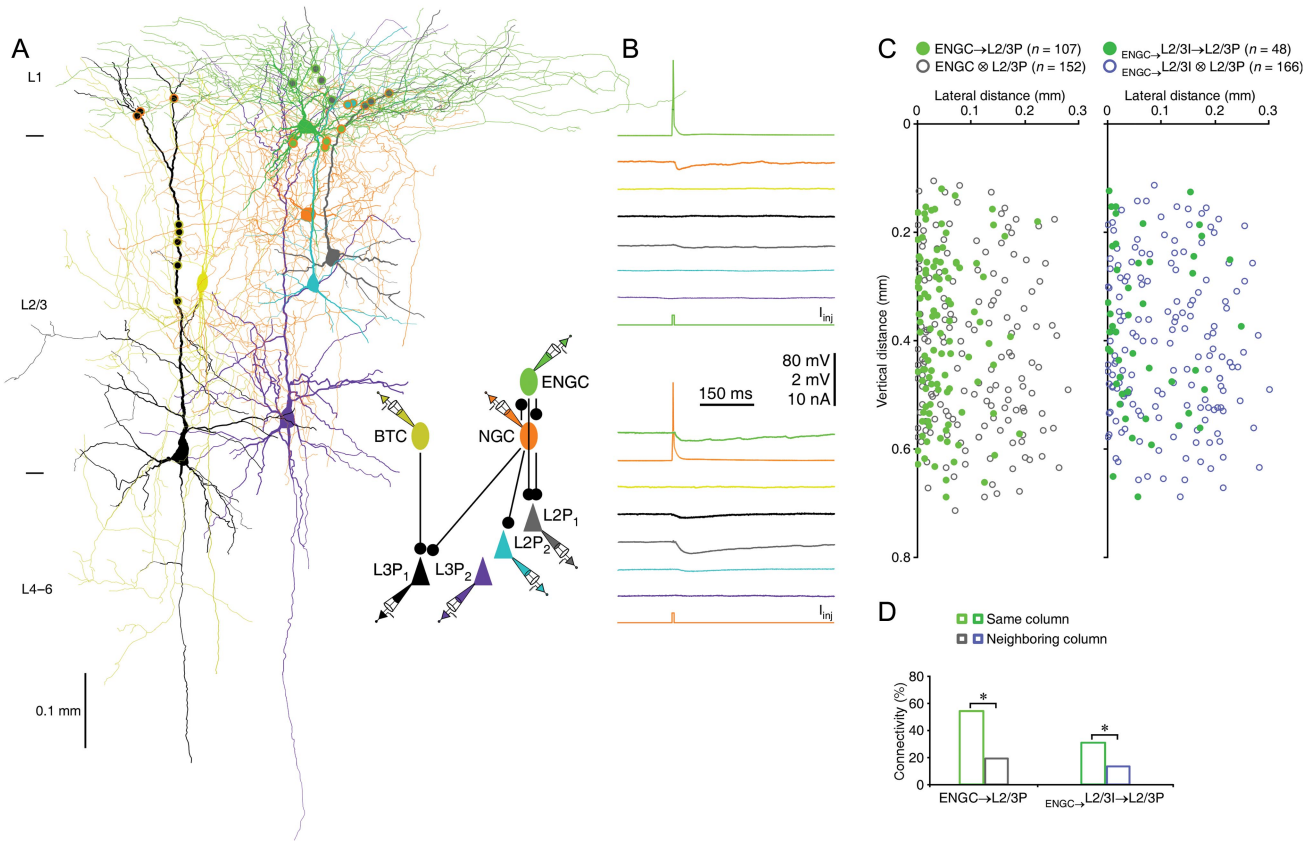 A
L1
L2/3
L4–6
0.1 mm
ENGC
BTC
NGC
L2P1
L2P2
L3P1
L3P2
B
Iinj
80 mV
2 mV
10 nA
150 ms
Iinj
C
ENGC→L2/3P (n = 107)
ENGC ⊗ L2/3P (n = 152)
ENGC→L2/3I→L2/3P (n = 48)
ENGC→L2/3I ⊗ L2/3P (n = 166)
Lateral distance (mm)
0 0.1 0.2 0.3
Lateral distance (mm)
0 0.1 0.2 0.3
Vertical distance (mm)
0
0.2
0.4
0.6
0.8
D
Same column
Neighboring column
Connectivity (%)
80
60
40
20
0
*
*
ENGC→L2/3P
ENGC→L2/3I→L2/3P